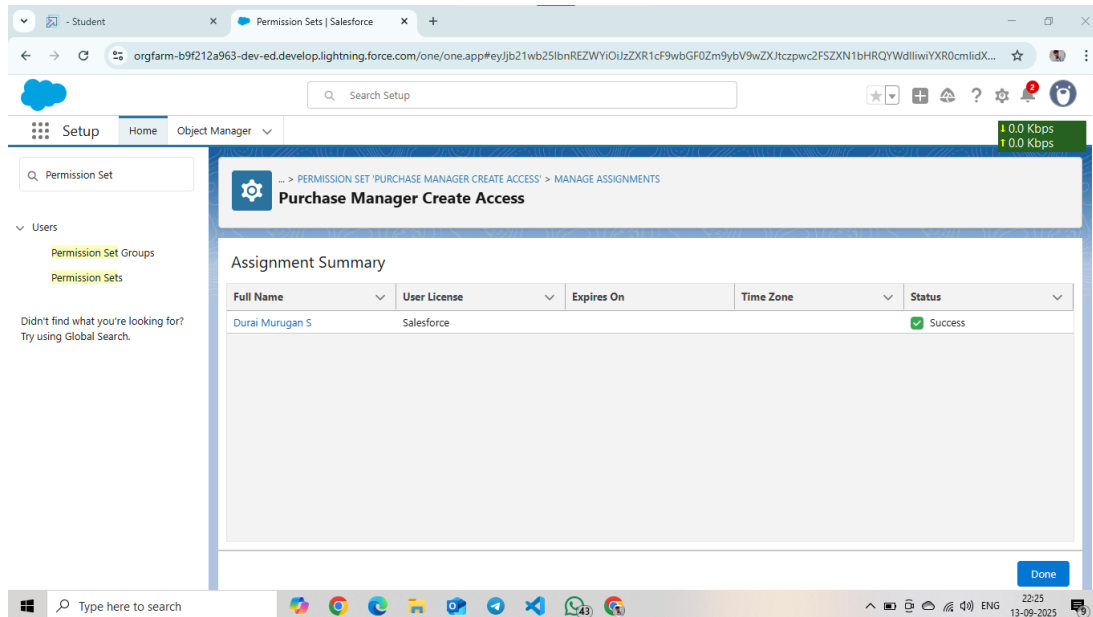 - Student
Permission Sets | Salesforce
orgfarm-b9f212a963-dev-ed.develop.lightning.force.com/one/one.app#eyJjb21wb25lbnREZWYiOiJzZXR1cF9wbGF0Zm9ybV9wZXJtczpwc2FSZXN1bHRQYWdlIiwiYXR0cmlidX...
Search Setup
2
Setup
Home
Object Manager
0.0 Kbps
0.0 Kbps
Permission Set
Users
Permission Set Groups
Permission Sets
Didn't find what you're looking for?
Try using Global Search.
... > PERMISSION SET 'PURCHASE MANAGER CREATE ACCESS' > MANAGE ASSIGNMENTS
Purchase Manager Create Access
Assignment Summary
Full Name User License Expires On Time Zone Status
Durai Murugan S Salesforce Success
Done
Type here to search
43
ENG
22:25
13-09-2025
9